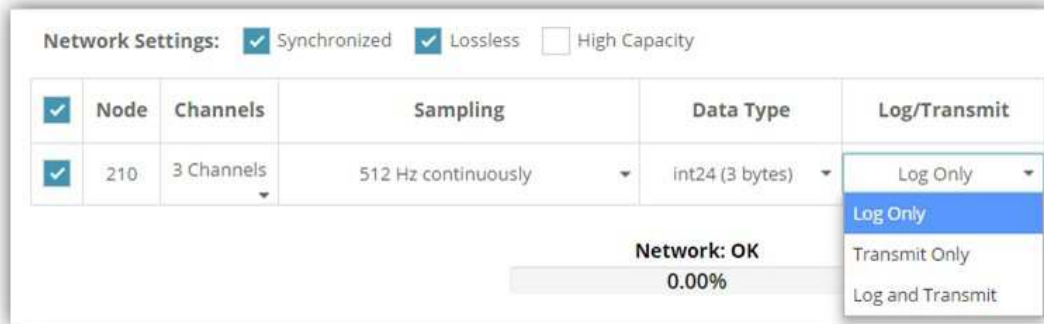 Network Settings: Synchronized Lossless High Capacity
Node Channels Sampling Data Type Log/Transmit
210 3 Channels 512 Hz continuously int24 (3 bytes) Log Only
Log Only
Network: OK
Transmit Only
0.00%
Log and Transmit